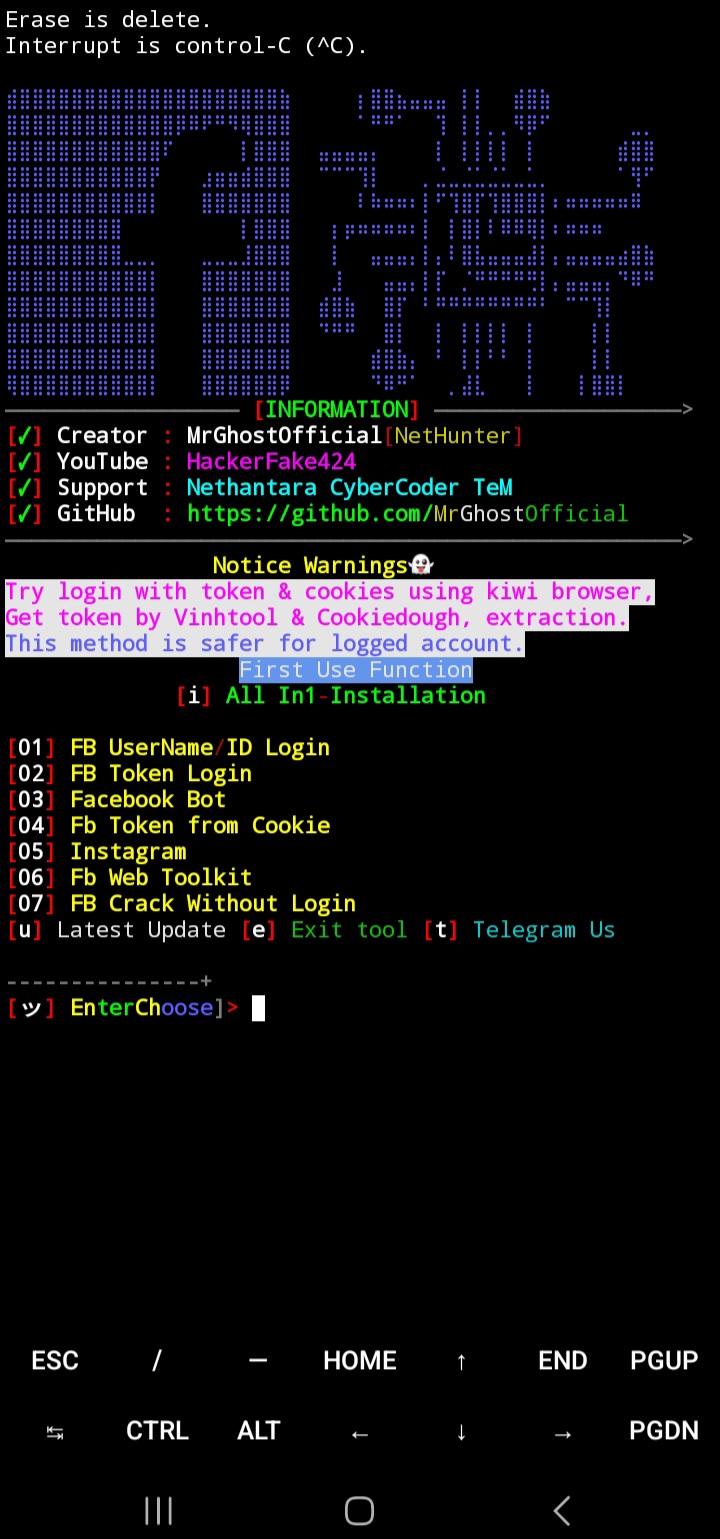 Erase is delete.
Interrupt is control-C (^C).
[INFORMATION]
[✓] Creator : MrGhostOfficial[NetHunter]
[✓] YouTube : HackerFake424
[✓] Support : Nethantara CyberCoder TeM
[✓] GitHub : https://github.com/MrGhostOfficial
Notice Warnings👻
Try login with token & cookies using kiwi browser,
Get token by Vinhtool & Cookiedough, extraction.
This method is safer for logged account.
First Use Function
[i] All In1-Installation
[01] FB UserName/ID Login
[02] FB Token Login
[03] Facebook Bot
[04] Fb Token from Cookie
[05] Instagram
[06] Fb Web Toolkit
[07] FB Crack Without Login
[u] Latest Update [e] Exit tool [t] Telegram Us
---------------+
[ツ] EnterChoose]>
ESC / — HOME ↑ END PGUP
↹ CTRL ALT ← ↓ → PGDN